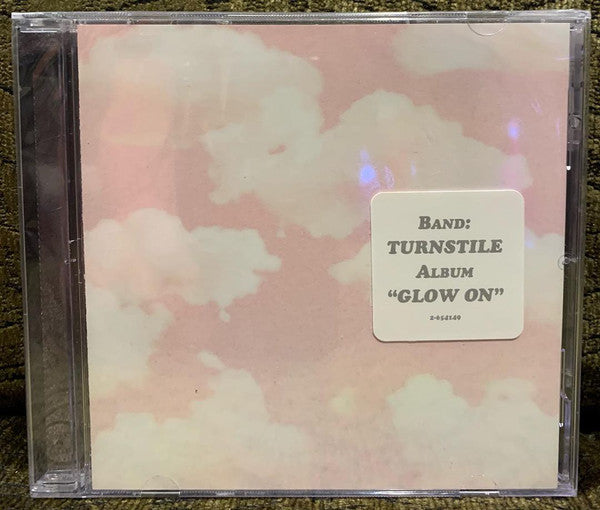 BAND:
TURNSTILE
ALBUM
“GLOW ON”
2-654149